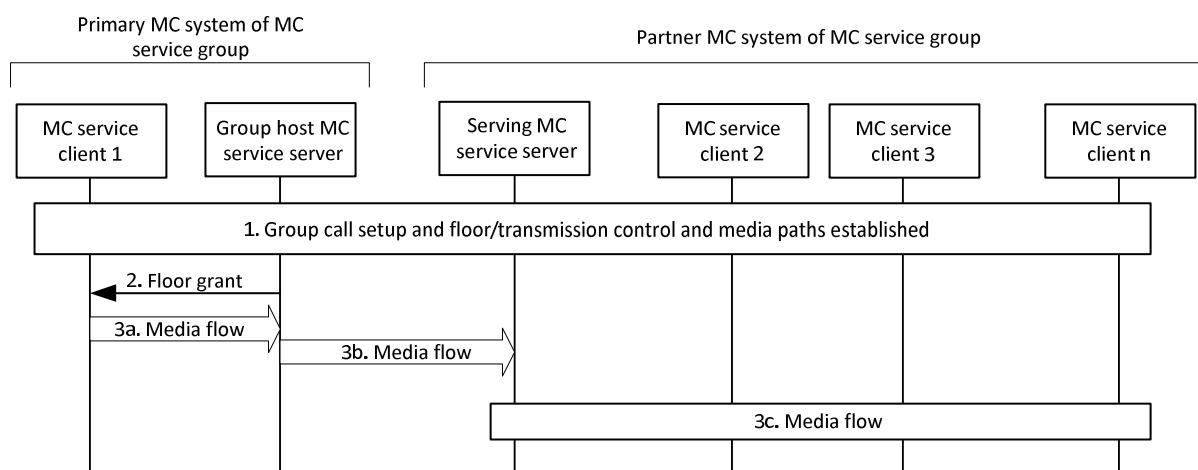 Primary MC system of MC
service group
Partner MC system of MC service group
MC service
client 1
Group host MC
service server
Serving MC
service server
MC service
client 2
MC service
client 3
MC service
client n
1. Group call setup and floor/transmission control and media paths established
2. Floor grant
3a. Media flow
3b. Media flow
3c. Media flow